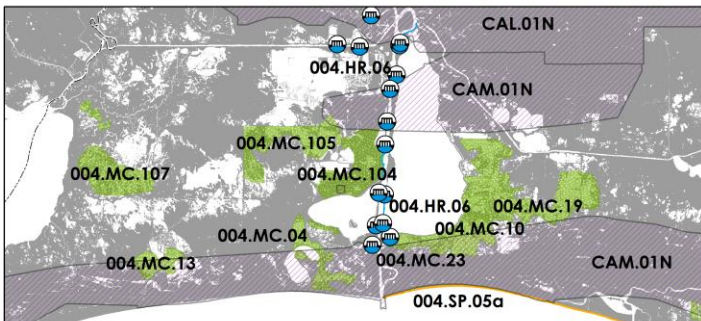 CAL.01N
004.HR.06
CAM.01N
004.MC.105
004.MC.107
004.MC.104
004.HR.06
004.MC.19
004.MC.04
004.MC.10
004.MC.23
004.MC.13
CAM.01N
004.SP.05a